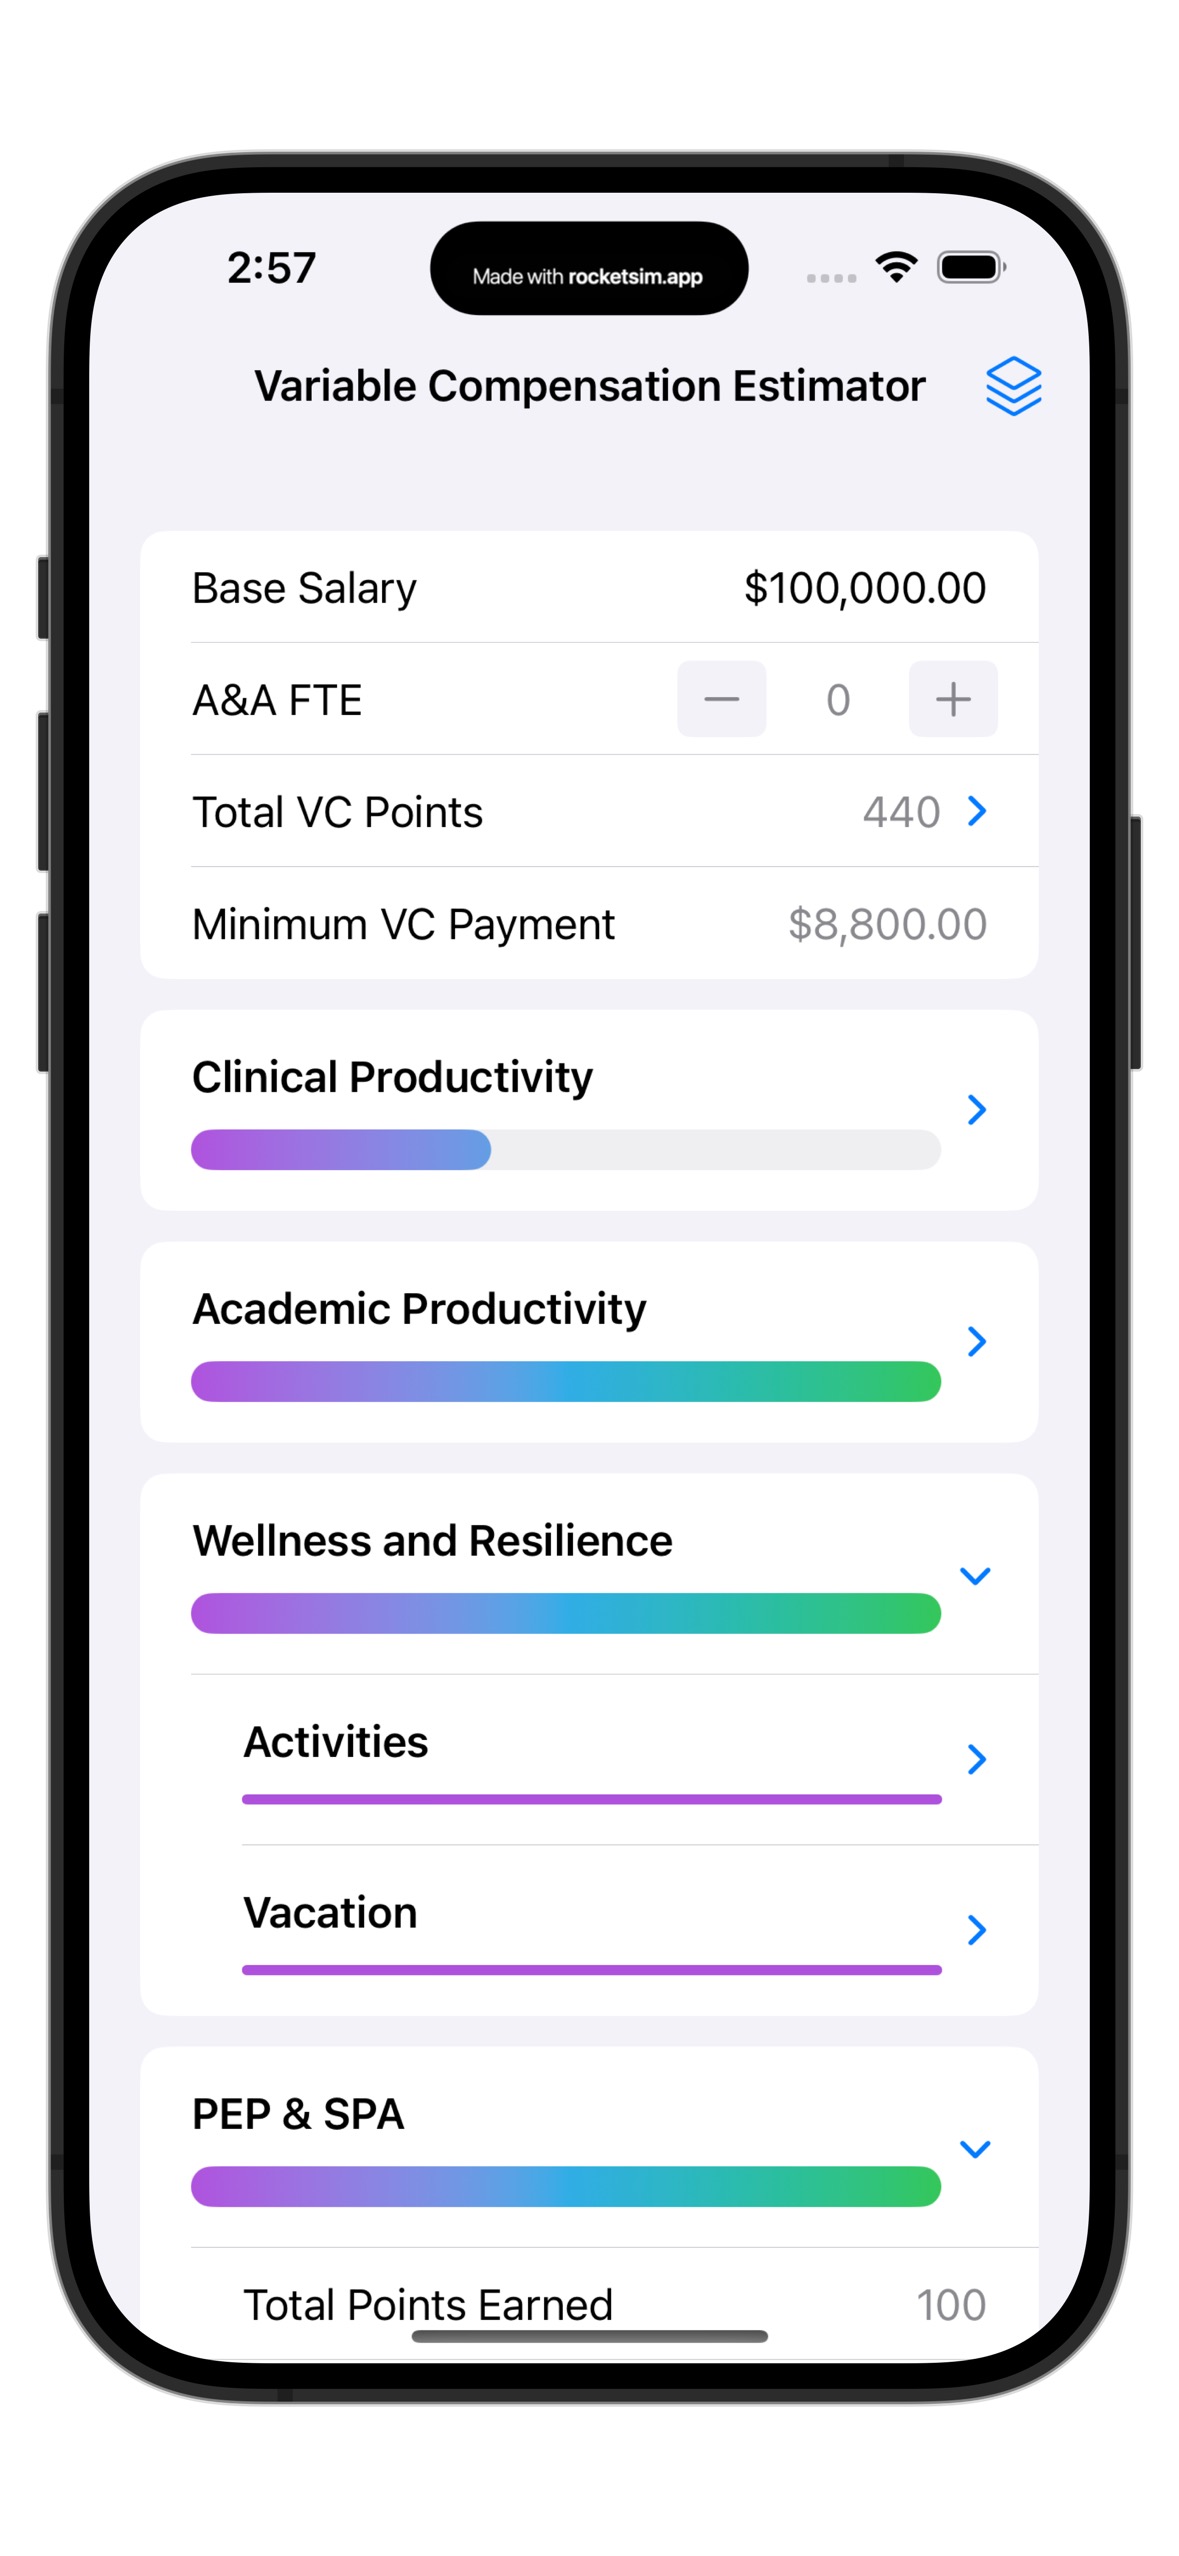 2:57
Made with rocketsim.app
Variable Compensation Estimator
Base Salary $100,000.00
A&A FTE − 0 +
Total VC Points 440
Minimum VC Payment $8,800.00
Clinical Productivity
Academic Productivity
Wellness and Resilience
Activities
Vacation
PEP & SPA
Total Points Earned 100